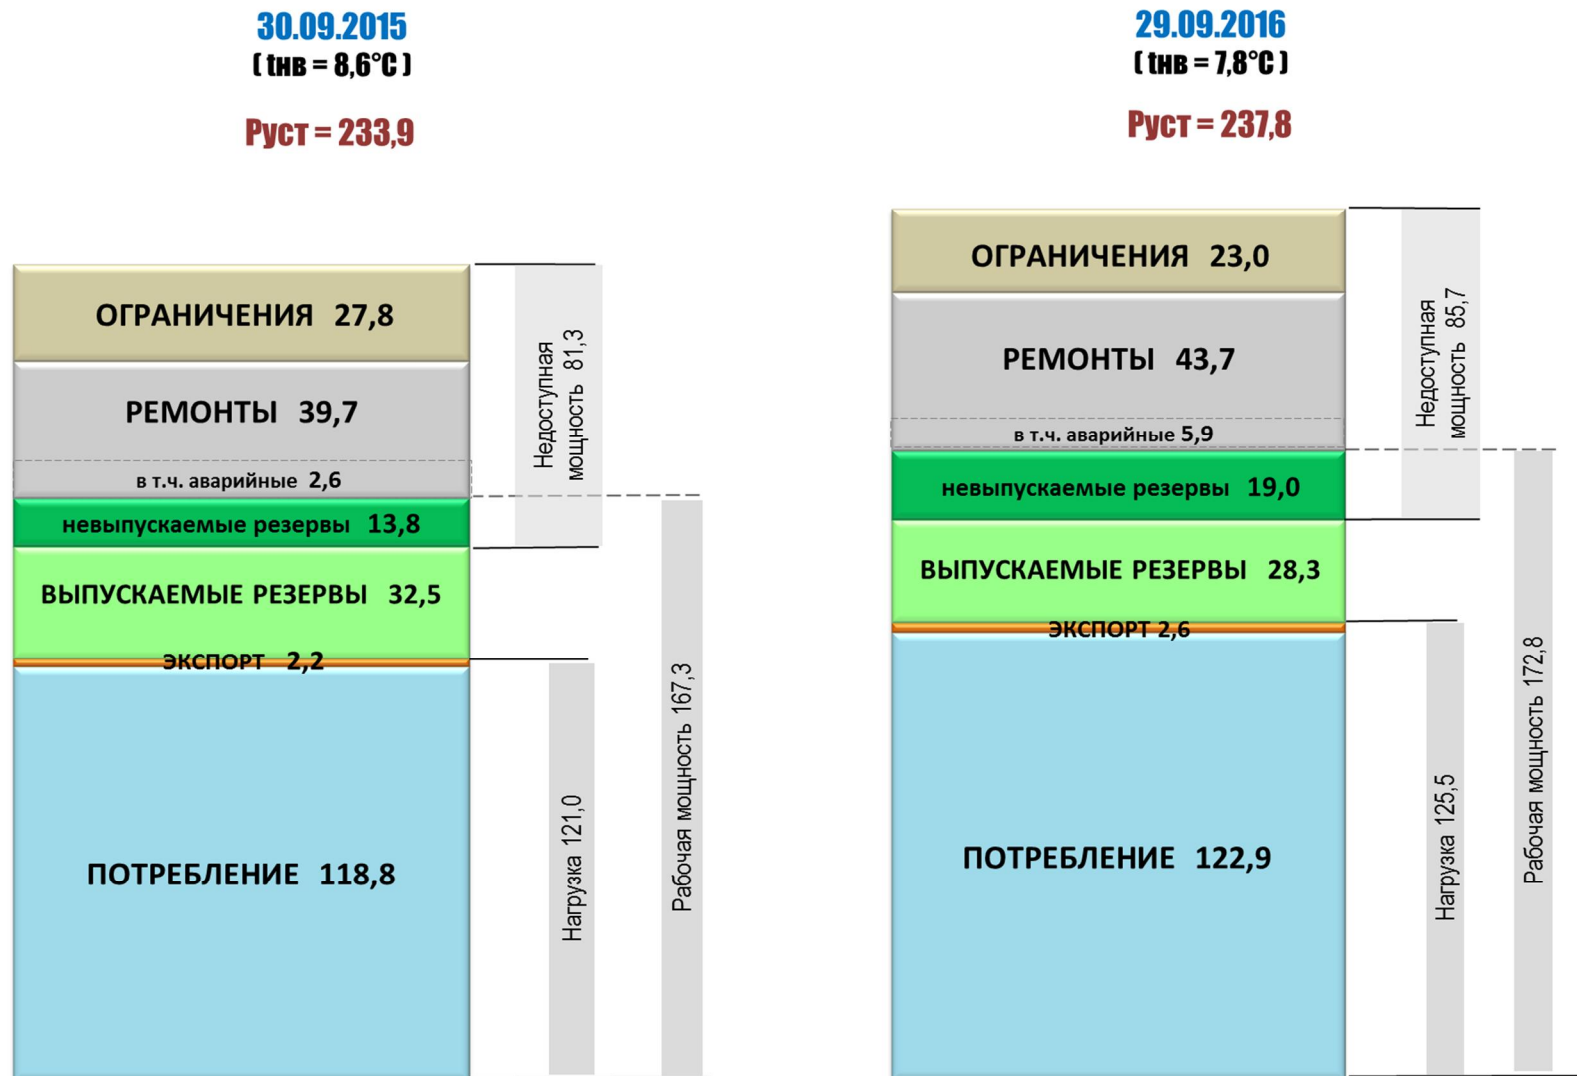 30.09.2015
( tнв = 8,6°C )
Руст = 233,9
ОГРАНИЧЕНИЯ 27,8
РЕМОНТЫ 39,7
в т.ч. аварийные 2,6
невыпускаемые резервы 13,8
ВЫПУСКАЕМЫЕ РЕЗЕРВЫ 32,5
ЭКСПОРТ 2,2
ПОТРЕБЛЕНИЕ 118,8
Недоступная
мощность 81,3
Нагрузка 121,0
Рабочая мощность 167,3
29.09.2016
( tнв = 7,8°C )
Руст = 237,8
ОГРАНИЧЕНИЯ 23,0
РЕМОНТЫ 43,7
в т.ч. аварийные 5,9
невыпускаемые резервы 19,0
ВЫПУСКАЕМЫЕ РЕЗЕРВЫ 28,3
ЭКСПОРТ 2,6
ПОТРЕБЛЕНИЕ 122,9
Недоступная
мощность 85,7
Нагрузка 125,5
Рабочая мощность 172,8